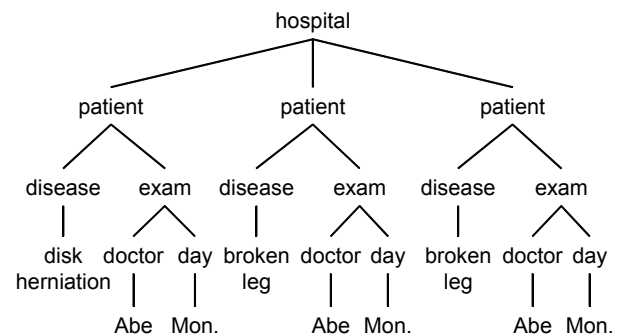 hospital
patient patient patient
disease exam disease exam disease exam
disk doctor day broken doctor day broken doctor day
herniation leg leg
Abe Mon. Abe Mon. Abe Mon.